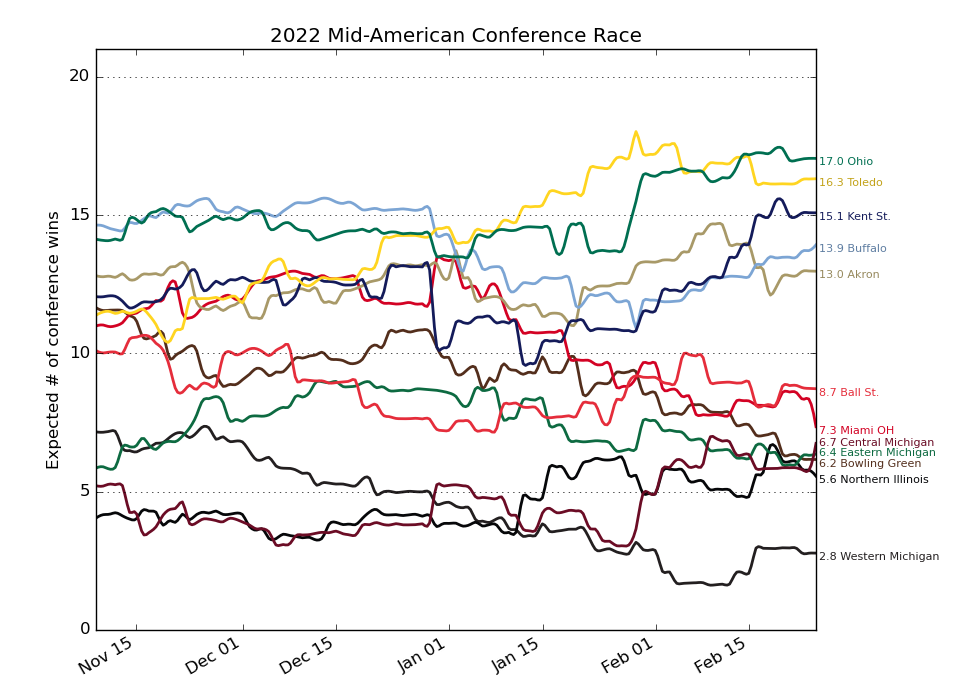 2022 Mid-American Conference Race
Expected # of conference wins
20
15
10
5
0
Nov 15
Dec 01
Dec 15
Jan 01
Jan 15
Feb 01
Feb 15
17.0 Ohio
16.3 Toledo
15.1 Kent St.
13.9 Buffalo
13.0 Akron
8.7 Ball St.
7.3 Miami OH
6.7 Central Michigan
6.4 Eastern Michigan
6.2 Bowling Green
5.6 Northern Illinois
2.8 Western Michigan